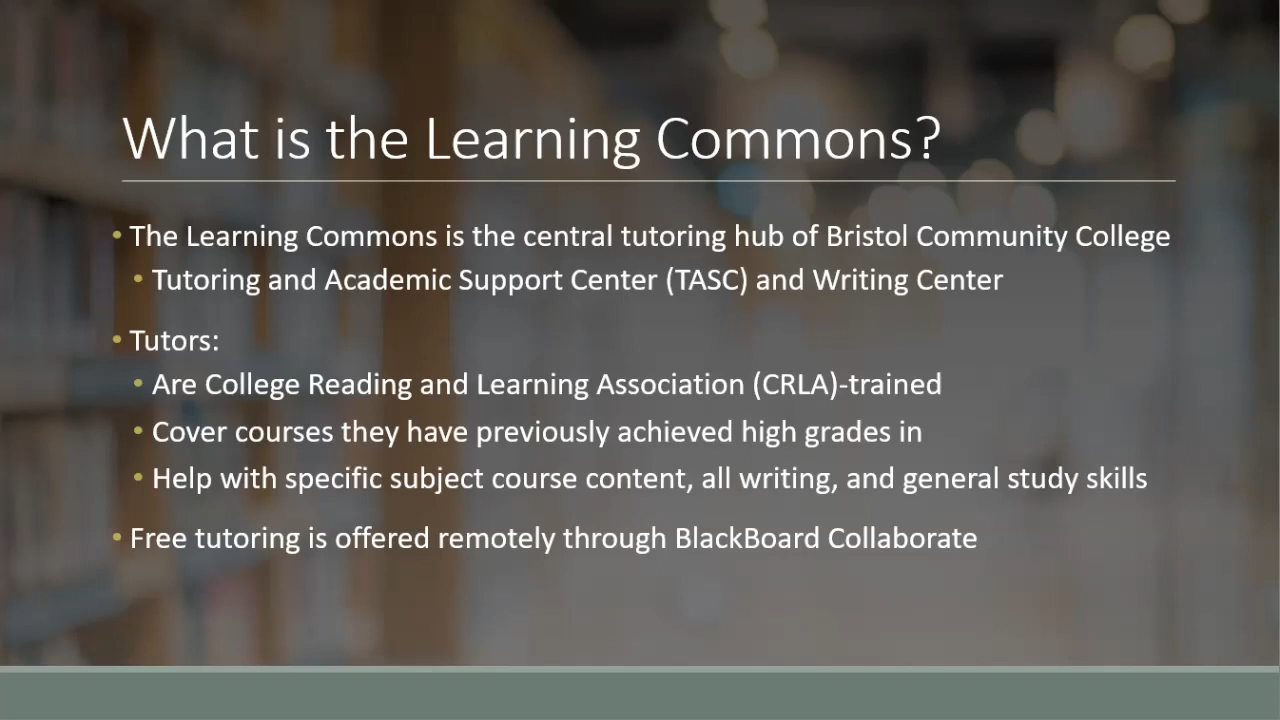 What is the Learning Commons?
• The Learning Commons is the central tutoring hub of Bristol Community College
• Tutoring and Academic Support Center (TASC) and Writing Center
• Tutors:
• Are College Reading and Learning Association (CRLA)-trained
• Cover courses they have previously achieved high grades in
• Help with specific subject course content, all writing, and general study skills
• Free tutoring is offered remotely through BlackBoard Collaborate